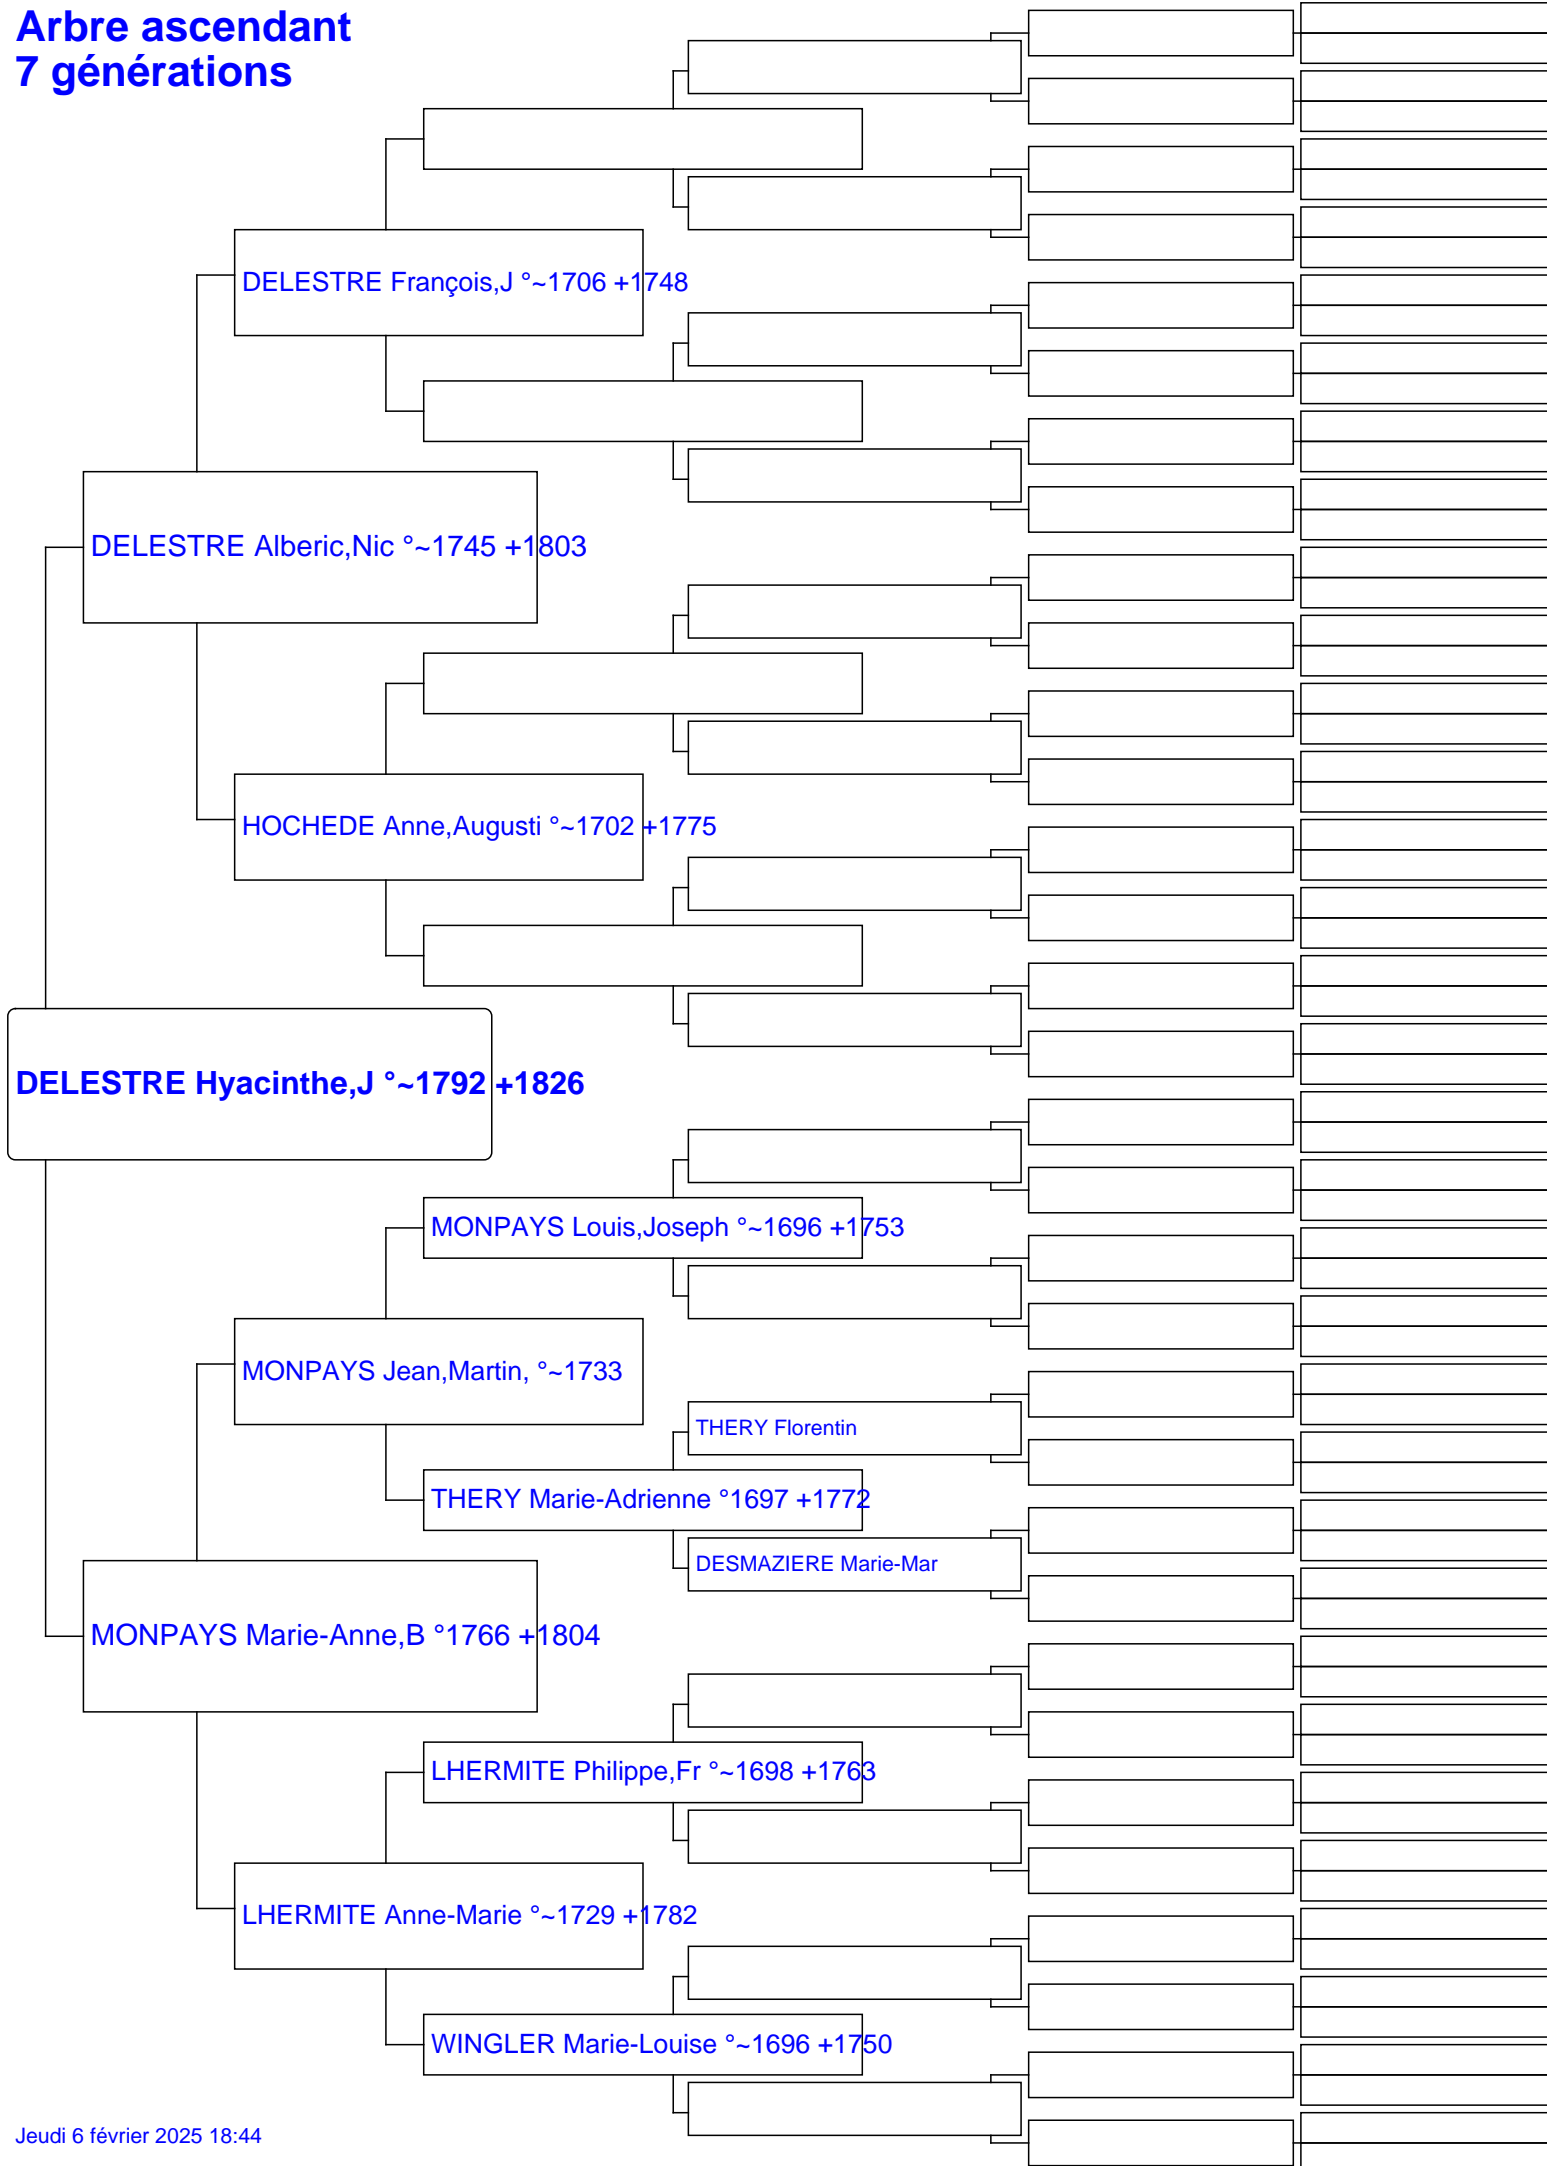 Arbre ascendant
7 générations
DELESTRE François,J °~1706 +1748
DELESTRE Alberic,Nic °~1745 +1803
HOCHEDE Anne,Augusti °~1702 +1775
DELESTRE Hyacinthe,J °~1792 +1826
MONPAYS Louis,Joseph °~1696 +1753
MONPAYS Jean,Martin, °~1733
THERY Florentin
THERY Marie-Adrienne °1697 +1772
DESMAZIERE Marie-Mar
MONPAYS Marie-Anne,B °1766 +1804
LHERMITE Philippe,Fr °~1698 +1763
LHERMITE Anne-Marie °~1729 +1782
WINGLER Marie-Louise °~1696 +1750
Jeudi 6 février 2025 18:44